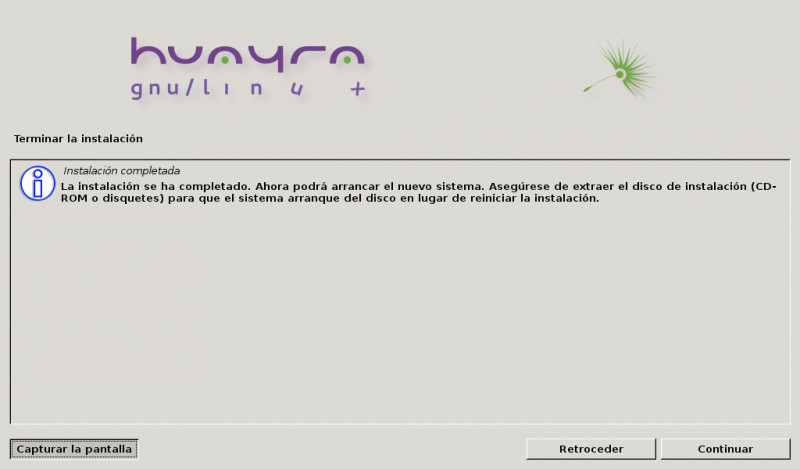 huayra
gnu/linux
Terminar la instalación
Instalación completada
La instalación se ha completado. Ahora podrá arrancar el nuevo sistema. Asegúrese de extraer el disco de instalación (CD-
ROM o disquetes) para que el sistema arranque del disco en lugar de reiniciar la instalación.
Capturar la pantalla
Retroceder
Continuar